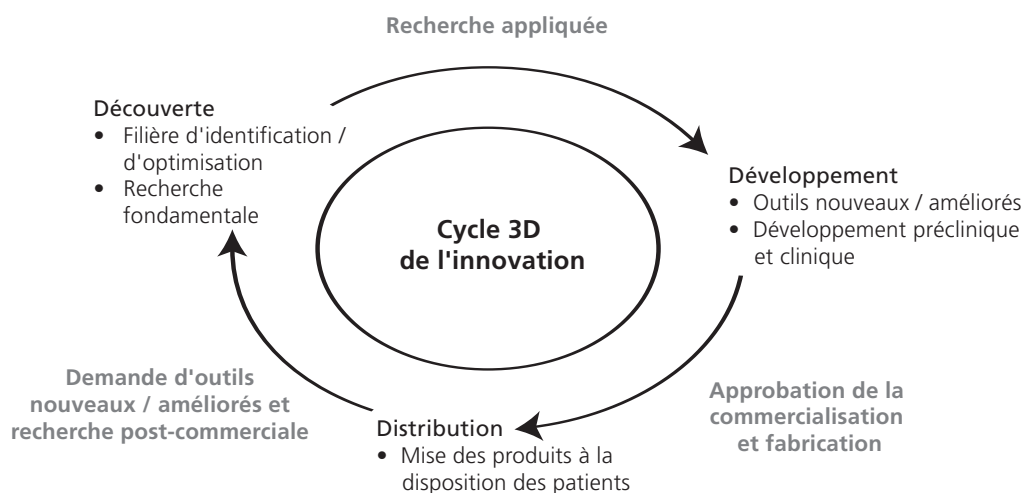 Recherche appliquée
Découverte
• Filière d'identification /
d'optimisation
• Recherche
fondamentale
Développement
• Outils nouveaux / améliorés
• Développement préclinique
et clinique
Cycle 3D
de l'innovation
Demande d'outils
nouveaux / améliorés et
recherche post-commerciale
Approbation de la
commercialisation
et fabrication
Distribution
• Mise des produits à la
disposition des patients